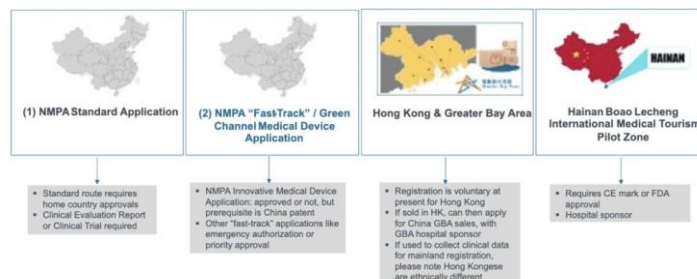 HAINAN
(1) NMPA Standard Application
(2) NMPA "Fast-Track" / Green
Channel Medical Device
Application
Hong Kong & Greater Bay Area
Hainan Boao Lecheng
International Medical Tourism
Pilot Zone
Standard route requires
home country approvals
Clinical Evaluation Report
or Clinical Trial required
NMPA Innovative Medical Device
Application: approved or not, but
prerequisite is China patent
Other "fast-track" applications like
emergency authorization or
priority approval
Registration is voluntary at
present for Hong Kong
If sold in HK, can then apply
for China GBA sales, with
GBA hospital sponsor
If used to collect clinical data
for mainland registration,
please note Hong Kongese
are ethnically different
Requires CE mark or FDA
approval
Hospital sponsor